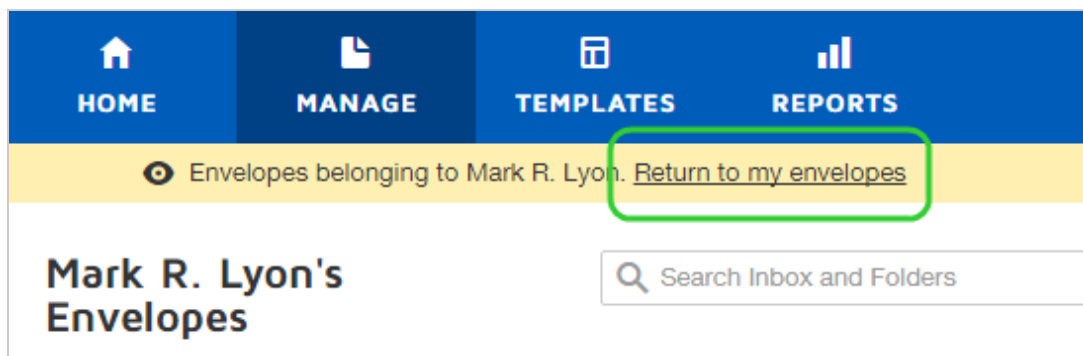 HOME MANAGE TEMPLATES REPORTS
Envelopes belonging to Mark R. Lyon. Return to my envelopes
Mark R. Lyon's
Envelopes
Search Inbox and Folders